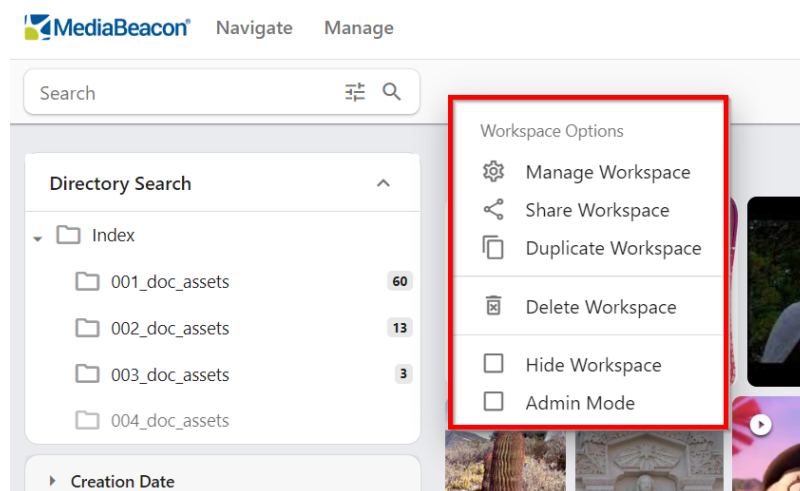 MediaBeacon® Navigate Manage
Search
Workspace Options
Manage Workspace
Share Workspace
Duplicate Workspace
Delete Workspace
Hide Workspace
Admin Mode
Directory Search
Index
001_doc_assets 60
002_doc_assets 13
003_doc_assets 3
004_doc_assets
Creation Date